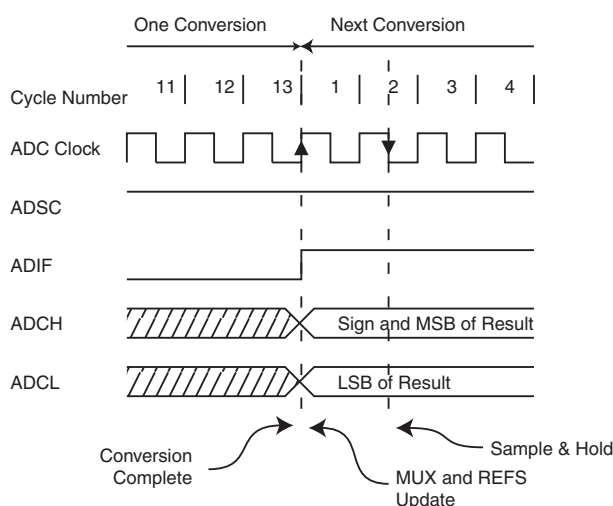 One Conversion Next Conversion
Cycle Number 11 12 13 1 2 3 4
ADC Clock
ADSC
ADIF
ADCH Sign and MSB of Result
ADCL LSB of Result
Conversion
Complete
MUX and REFS
Update
Sample & Hold